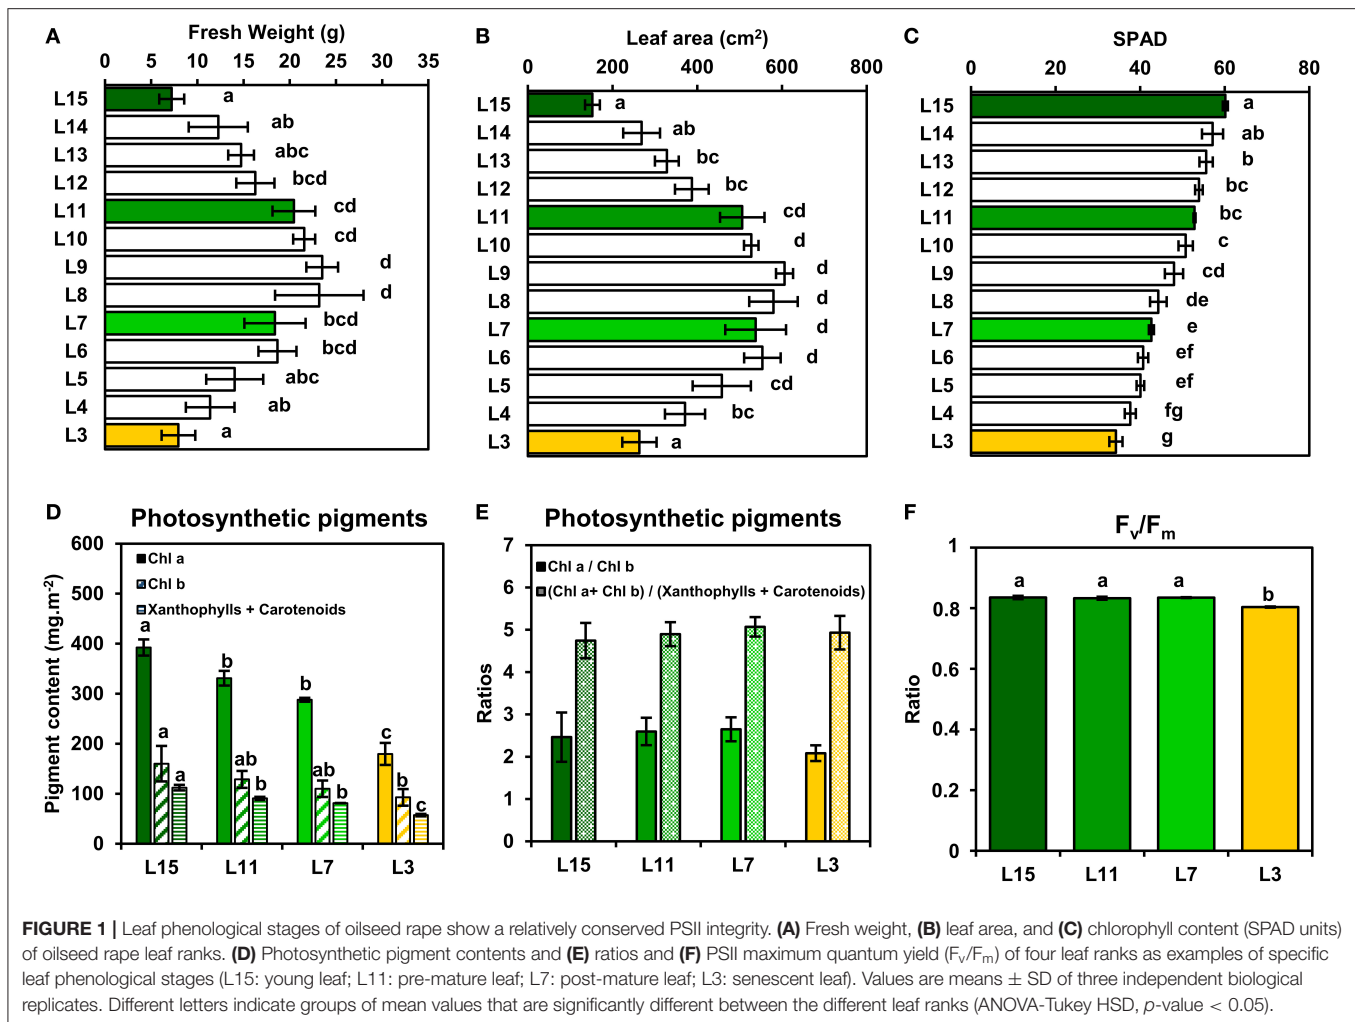 A
Fresh Weight (g)
0 5 10 15 20 25 30 35
L15 a
L14 ab
L13 abc
L12 bcd
L11 cd
L10 cd
L9 d
L8 d
L7 bcd
L6 bcd
L5 abc
L4 ab
L3 a
B
Leaf area (cm²)
0 200 400 600 800
L15 a
L14 ab
L13 bc
L12 bc
L11 cd
L10 d
L9 d
L8 d
L7 d
L6 d
L5 cd
L4 bc
L3 a
C
SPAD
0 20 40 60 80
L15 a
L14 ab
L13 b
L12 bc
L11 bc
L10 c
L9 cd
L8 de
L7 e
L6 ef
L5 ef
L4 fg
L3 g
D
Photosynthetic pigments
Pigment content (mg.m⁻²)
600
500
400
300
200
100
0
Chl a
Chl b
Xanthophylls + Carotenoids
a a a
b ab b
b ab b
c b c
L15 L11 L7 L3
E
Photosynthetic pigments
Ratios
7
6
5
4
3
2
1
0
Chl a / Chl b
(Chl a+ Chl b) / (Xanthophylls + Carotenoids)
L15 L11 L7 L3
F
Fv/Fm
Ratio
1
0.8
0.6
0.4
0.2
0
a a a b
L15 L11 L7 L3
FIGURE 1 | Leaf phenological stages of oilseed rape show a relatively conserved PSII integrity. (A) Fresh weight, (B) leaf area, and (C) chlorophyll content (SPAD units)
of oilseed rape leaf ranks. (D) Photosynthetic pigment contents and (E) ratios and (F) PSII maximum quantum yield (Fv/Fm) of four leaf ranks as examples of specific
leaf phenological stages (L15: young leaf; L11: pre-mature leaf; L7: post-mature leaf; L3: senescent leaf). Values are means ± SD of three independent biological
replicates. Different letters indicate groups of mean values that are significantly different between the different leaf ranks (ANOVA-Tukey HSD, p-value < 0.05).